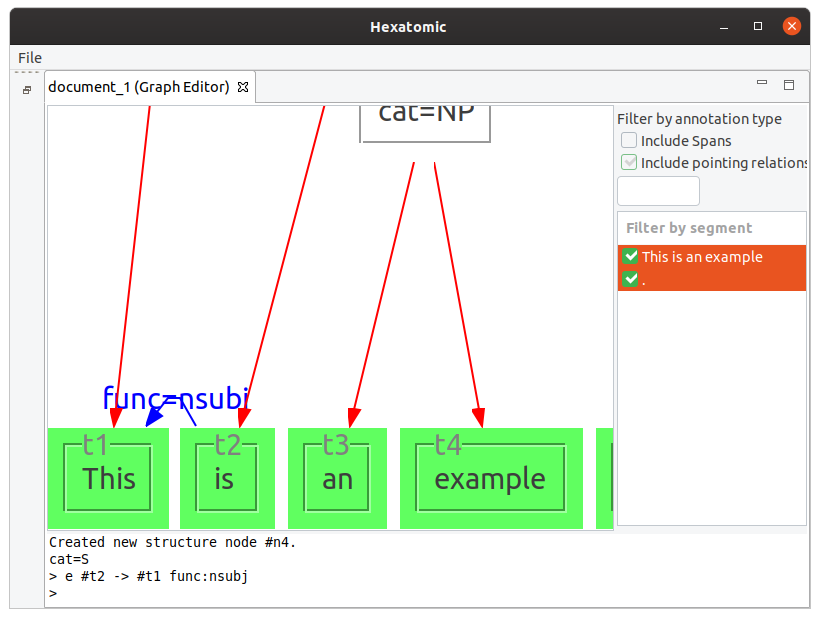 Hexatomic
File
document_1 (Graph Editor)
cat=NP
Filter by annotation type
Include Spans
Include pointing relations
Filter by segment
This is an example
.
func=nsubj
t1
This
t2
is
t3
an
t4
example
Created new structure node #n4.
cat=S
> e #t2 -> #t1 func:nsubj
>